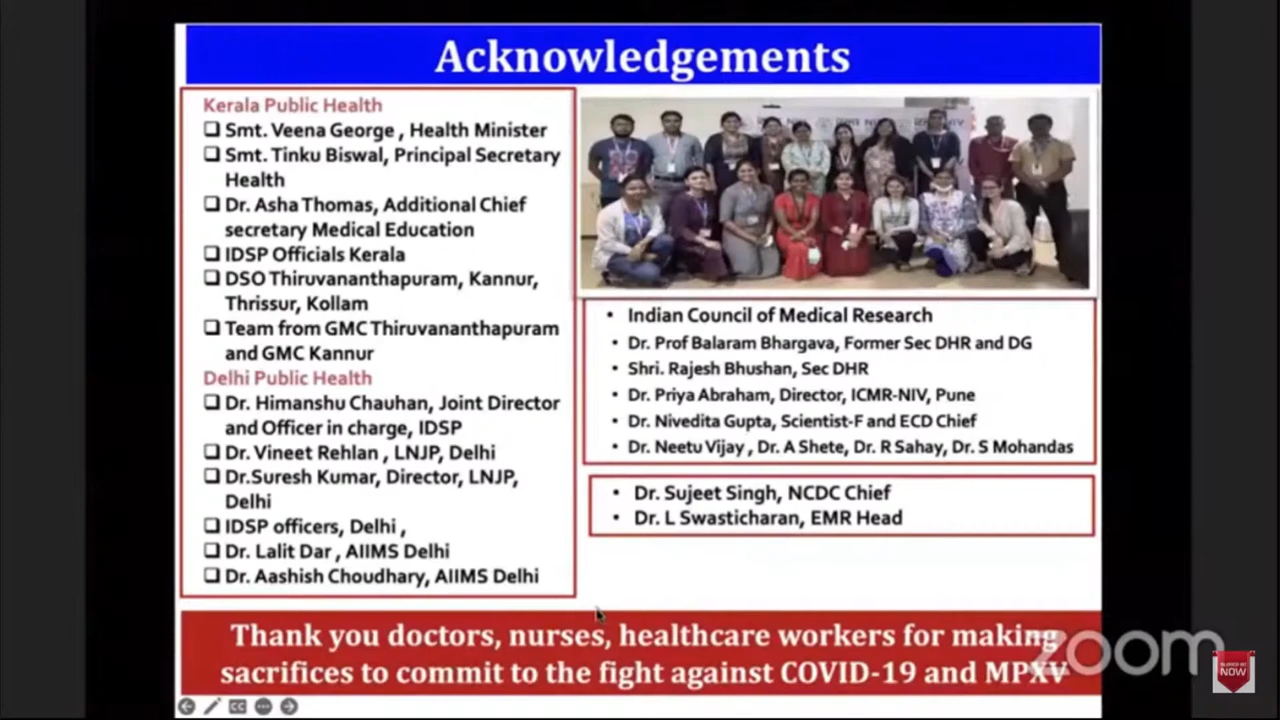 Acknowledgements
Kerala Public Health
Smt. Veena George , Health Minister
Smt. Tinku Biswal, Principal Secretary
Health
Dr. Asha Thomas, Additional Chief
secretary Medical Education
IDSP Officials Kerala
DSO Thiruvananthapuram, Kannur,
Thrissur, Kollam
Team from GMC Thiruvananthapuram
and GMC Kannur
Delhi Public Health
Dr. Himanshu Chauhan, Joint Director
and Officer in charge, IDSP
Dr. Vineet Rehlan , LNJP, Delhi
Dr.Suresh Kumar, Director, LNJP,
Delhi
IDSP officers, Delhi ,
Dr. Lalit Dar , AIIMS Delhi
Dr. Aashish Choudhary, AIIMS Delhi
• Indian Council of Medical Research
• Dr. Prof Balaram Bhargava, Former Sec DHR and DG
• Shri. Rajesh Bhushan, Sec DHR
• Dr. Priya Abraham, Director, ICMR-NIV, Pune
• Dr. Nivedita Gupta, Scientist-F and ECD Chief
• Dr. Neetu Vijay , Dr. A Shete, Dr. R Sahay, Dr. S Mohandas
• Dr. Sujeet Singh, NCDC Chief
• Dr. L Swasticharan, EMR Head
Thank you doctors, nurses, healthcare workers for making
sacrifices to commit to the fight against COVID-19 and MPXV
zoom
NOW
CC